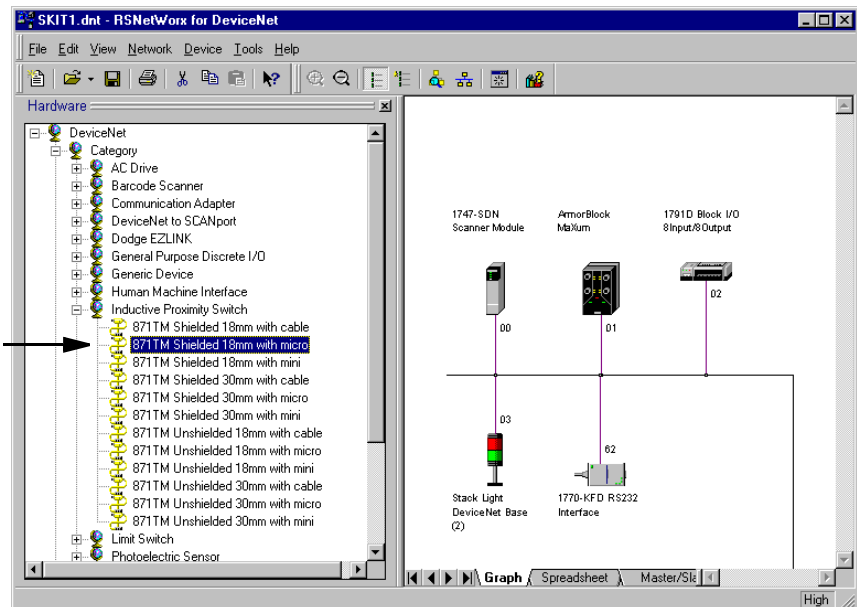 SKIT1.dnt - RSNetWorx for DeviceNet
File Edit View Network Device Tools Help
Hardware
DeviceNet
Category
AC Drive
Barcode Scanner
Communication Adapter
DeviceNet to SCANport
Dodge EZLINK
General Purpose Discrete I/O
Generic Device
Human Machine Interface
Inductive Proximity Switch
871TM Shielded 18mm with cable
871TM Shielded 18mm with micro
871TM Shielded 18mm with mini
871TM Shielded 30mm with cable
871TM Shielded 30mm with micro
871TM Shielded 30mm with mini
871TM Unshielded 18mm with cable
871TM Unshielded 18mm with micro
871TM Unshielded 18mm with mini
871TM Unshielded 30mm with cable
871TM Unshielded 30mm with micro
871TM Unshielded 30mm with mini
Limit Switch
Photoelectric Sensor
1747-SDN
Scanner Module
ArmorBlock
MaXum
1791D Block I/O
8Input/8Output
00
01
02
03
62
Stack Light
DeviceNet Base
(2)
1770-KFD RS232
Interface
Graph Spreadsheet Master/Sla
High